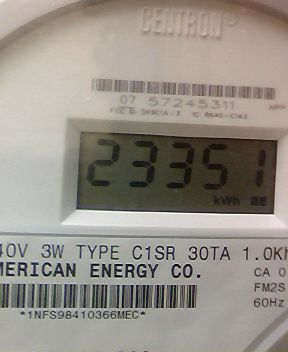 CENTRON
07 57245311
23351
kWh
40V 3W TYPE C1SR 30TA 1.0Kh
MERICAN ENERGY CO.
CA 0
FM2S
60Hz
*1NFS98410366MEC*